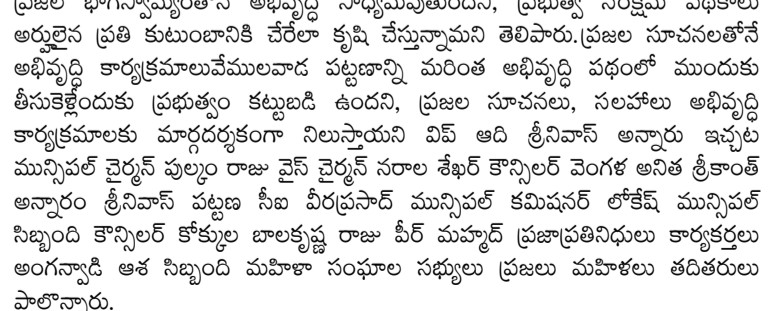 ప్రజల భాగస్వామ్యంతోనే అభివృద్ధి సాధ్యమవుతుందని, ప్రభుత్వ సంక్షేమ పథకాలు
అర్హులైన ప్రతి కుటుంబానికి చేరేలా కృషి చేస్తున్నామని తెలిపారు.ప్రజల సూచనలతోనే
అభివృద్ధి కార్యక్రమాలువేములవాడ పట్టణాన్ని మరింత అభివృద్ధి పథంలో ముందుకు
తీసుకెళ్లేందుకు ప్రభుత్వం కట్టుబడి ఉందని, ప్రజల సూచనలు, సలహాలు అభివృద్ధి
కార్యక్రమాలకు మార్గదర్శకంగా నిలుస్తాయని విప్ ఆది శ్రీనివాస్ అన్నారు ఇచ్చట
మున్సిపల్ చైర్మన్ పుల్కం రాజు వైస్ చైర్మన్ నరాల శేఖర్ కౌన్సిలర్ వెంగళ అనిత శ్రీకాంత్
అన్నారం శ్రీనివాస్ పట్టణ సీఐ వీరప్రసాద్ మున్సిపల్ కమిషనర్ లోకేష్ మున్సిపల్
సిబ్బంది కౌన్సిలర్ కోక్కుల బాలకృష్ణ రాజు పీర్ మహ్మద్ ప్రజాప్రతినిధులు కార్యకర్తలు
అంగన్వాడి ఆశ సిబ్బంది మహిళా సంఘాల సభ్యులు ప్రజలు మహిళలు తదితరులు
పాల్గొన్నారు.